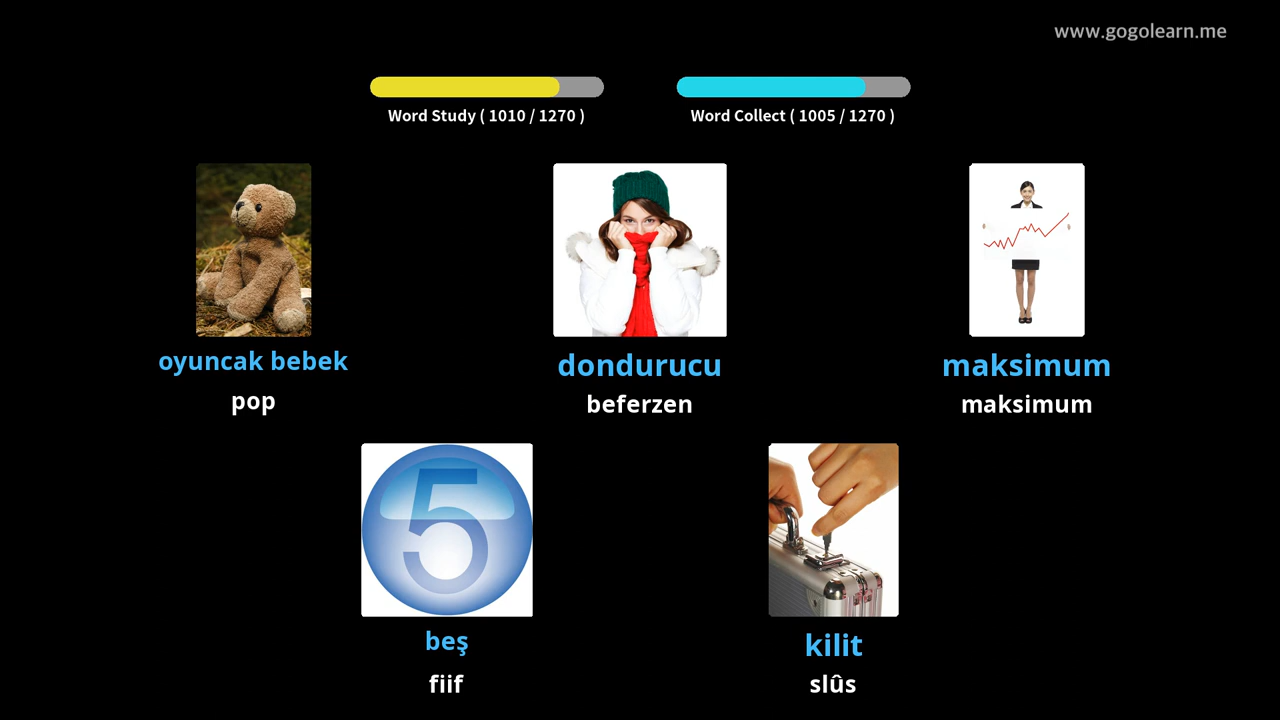 www.gogolearn.me
Word Study ( 1010 / 1270 )
Word Collect ( 1005 / 1270 )
oyuncak bebek
pop
dondurucu
beferzen
maksimum
maksimum
5
beş
fiif
kilit
slûs